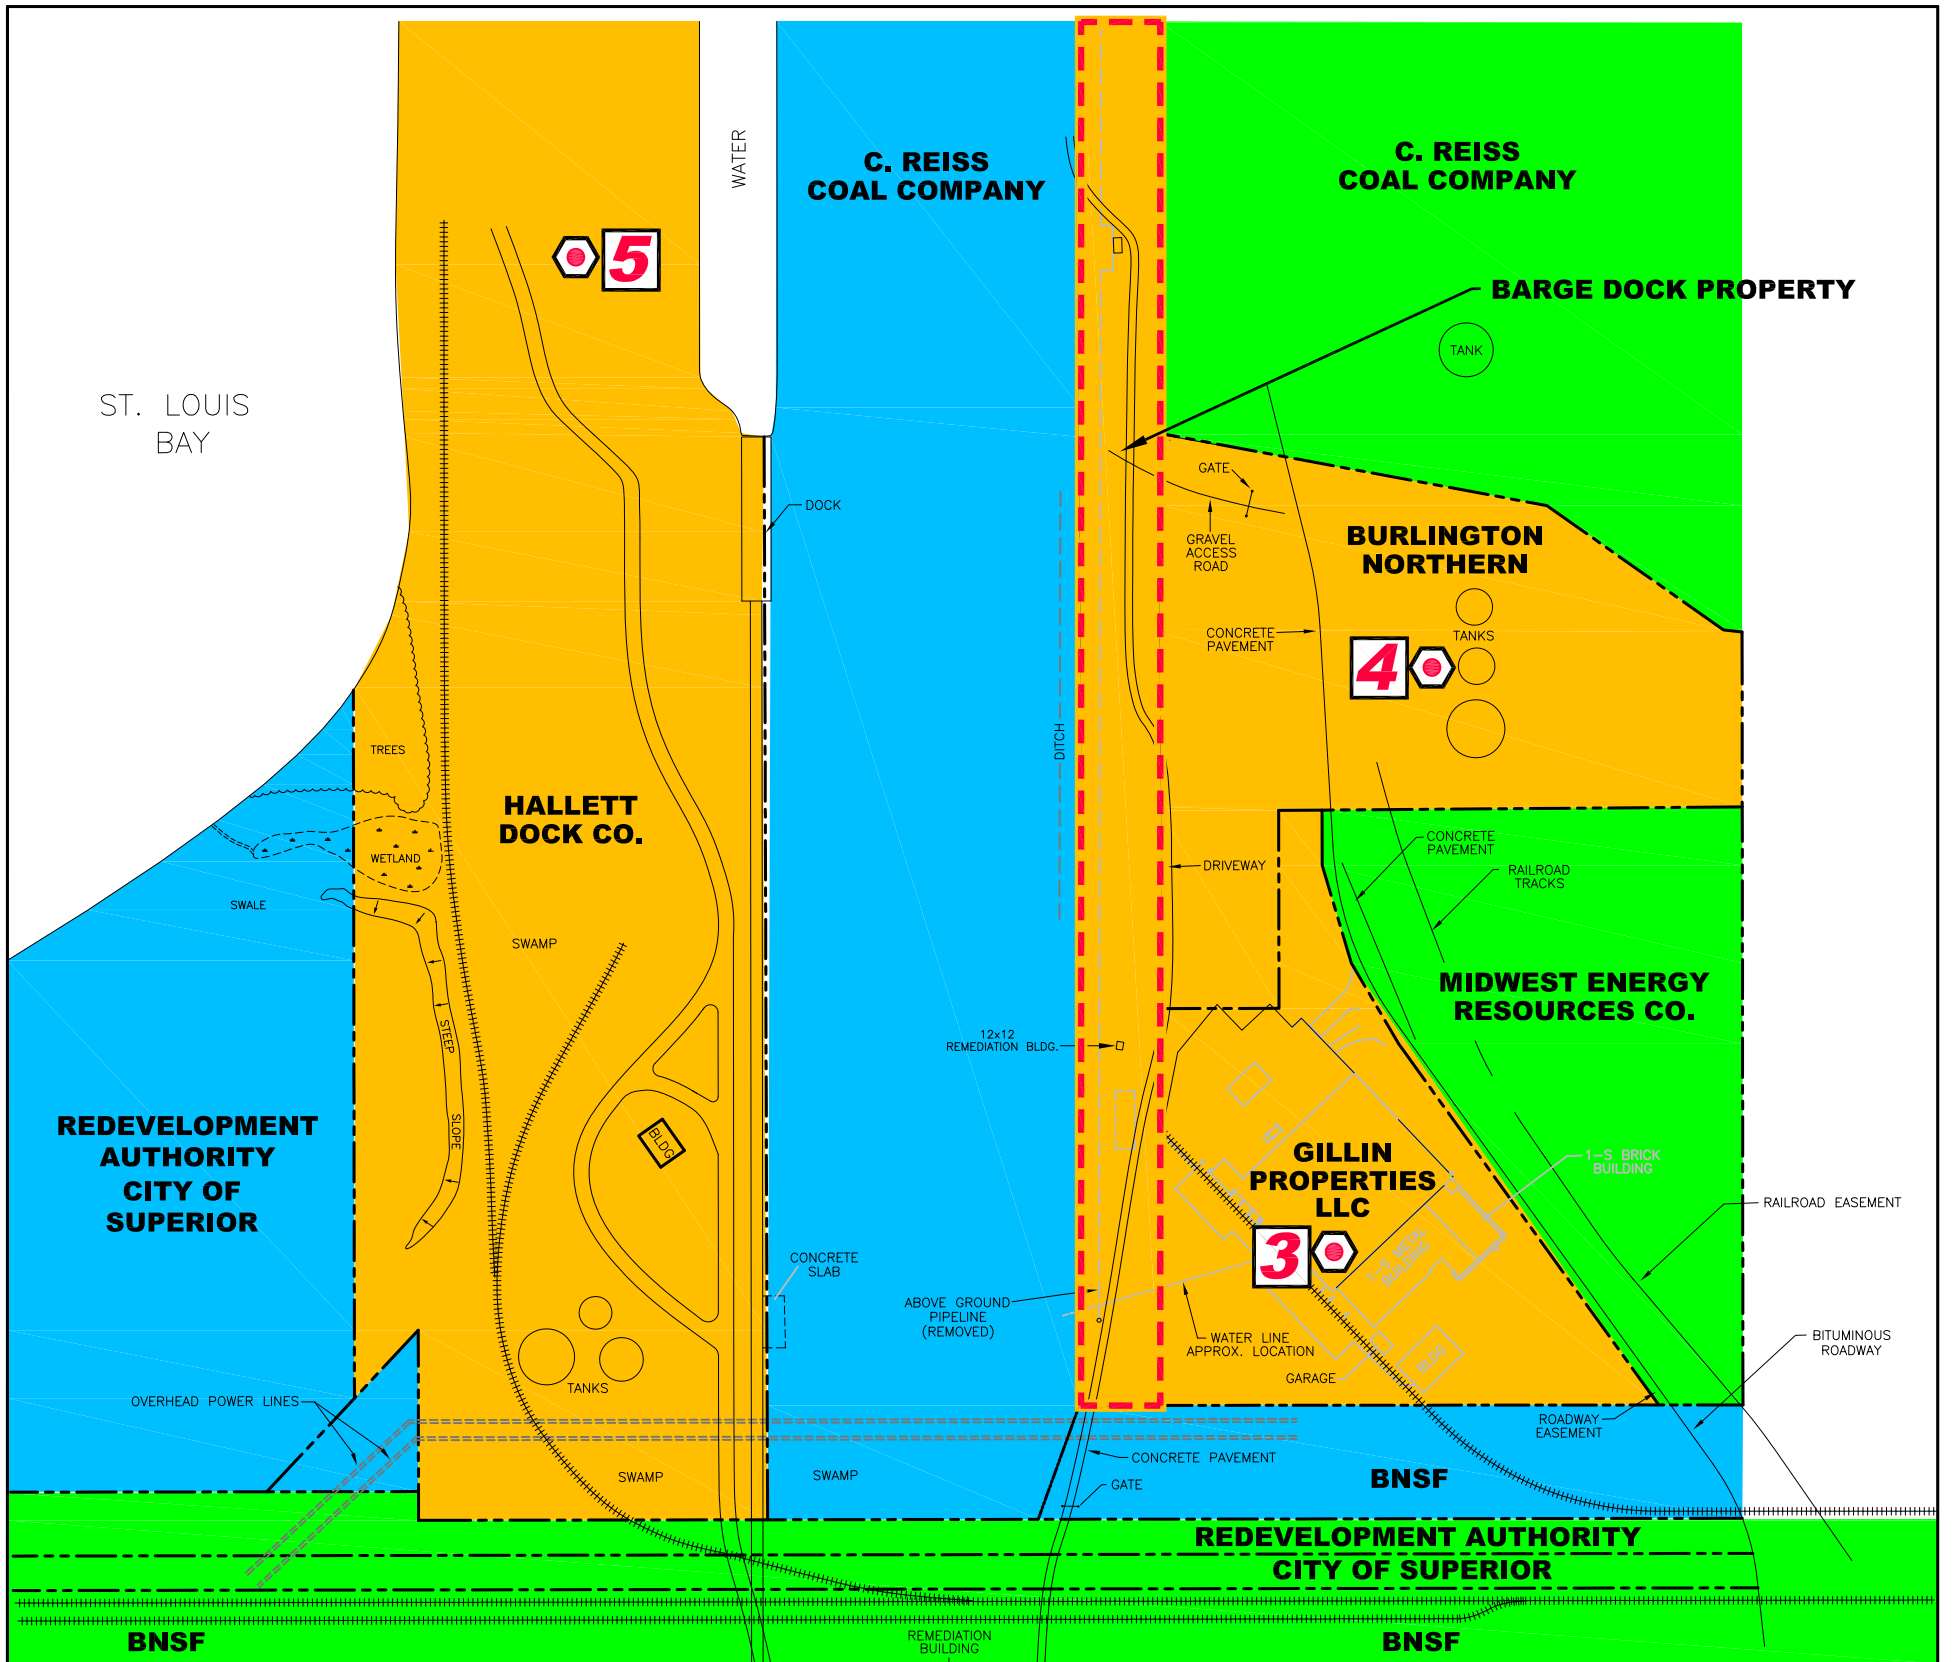 WATER
C. REISS
COAL COMPANY
C. REISS
COAL COMPANY
5
BARGE DOCK PROPERTY
TANK
ST. LOUIS
BAY
GATE
DOCK
GRAVEL
ACCESS
ROAD
BURLINGTON
NORTHERN
CONCRETE
PAVEMENT
TANKS
4
DITCH
TREES
HALLETT
DOCK CO.
WETLAND
CONCRETE
PAVEMENT
DRIVEWAY
RAILROAD
TRACKS
SWALE
SWAMP
MIDWEST ENERGY
RESOURCES CO.
STEEP
12x12
REMEDIATION BLDG.
SLOPE
BLDG
REDEVELOPMENT
AUTHORITY
CITY OF
SUPERIOR
GILLIN
PROPERTIES
LLC
1-S BRICK
BUILDING
RAILROAD EASEMENT
3
1-S METAL
BUILDING
CONCRETE
SLAB
ABOVE GROUND
PIPELINE
(REMOVED)
WATER LINE
APPROX. LOCATION
BITUMINOUS
ROADWAY
BLDG
GARAGE
TANKS
OVERHEAD POWER LINES
ROADWAY
EASEMENT
CONCRETE PAVEMENT
SWAMP
SWAMP
GATE
BNSF
REDEVELOPMENT AUTHORITY
CITY OF SUPERIOR
BNSF
REMEDIATION
BUILDING
BNSF